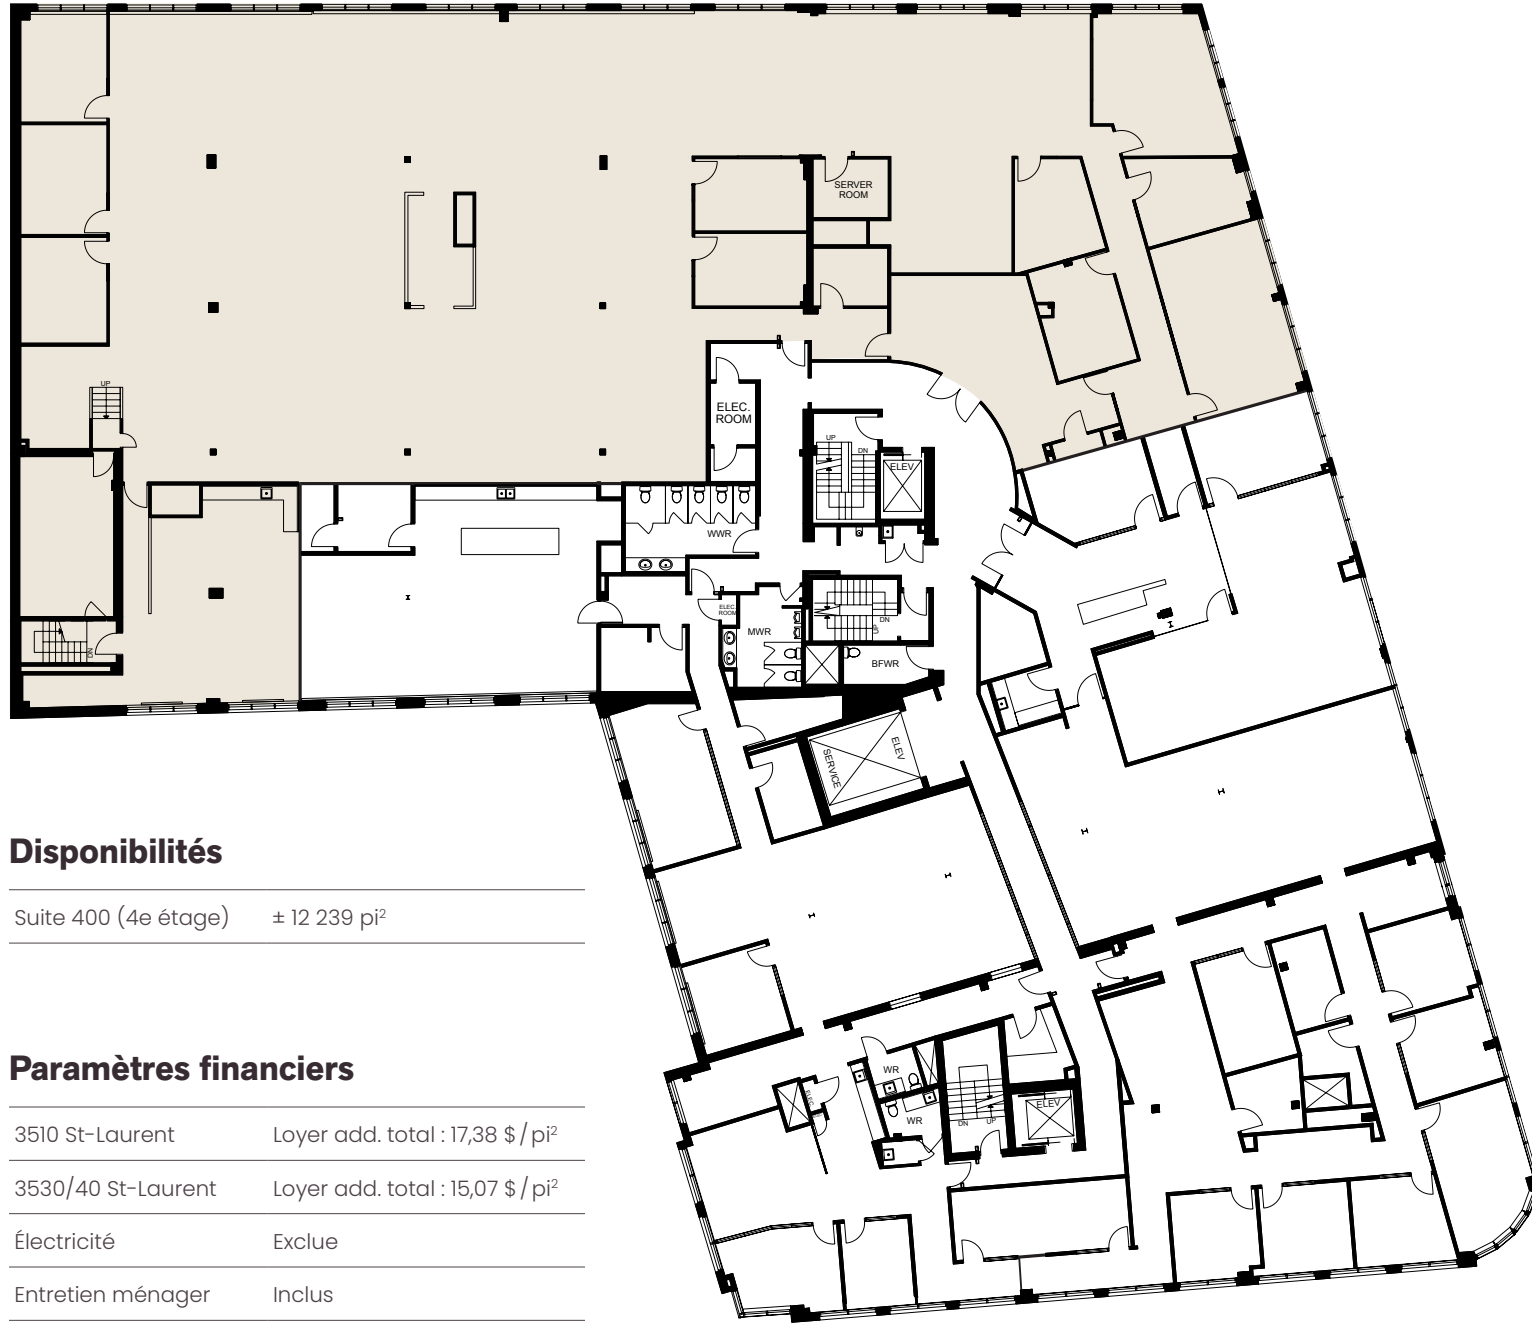 SERVER
ROOM
UP
ELEC.
ROOM
UP
DN
ELEV
WWR
ELEC.
ROOM
MWR
DN
UP
BFWR
DN
ELEV
SERVICE
Disponibilités
Suite 400 (4e étage) ± 12 239 pi²
WR
ELEV
WR
DN
UP
Paramètres financiers
3510 St-Laurent Loyer add. total : 17,38 $/pi²
3530/40 St-Laurent Loyer add. total : 15,07 $/pi²
Électricité Exclue
Entretien ménager Inclus